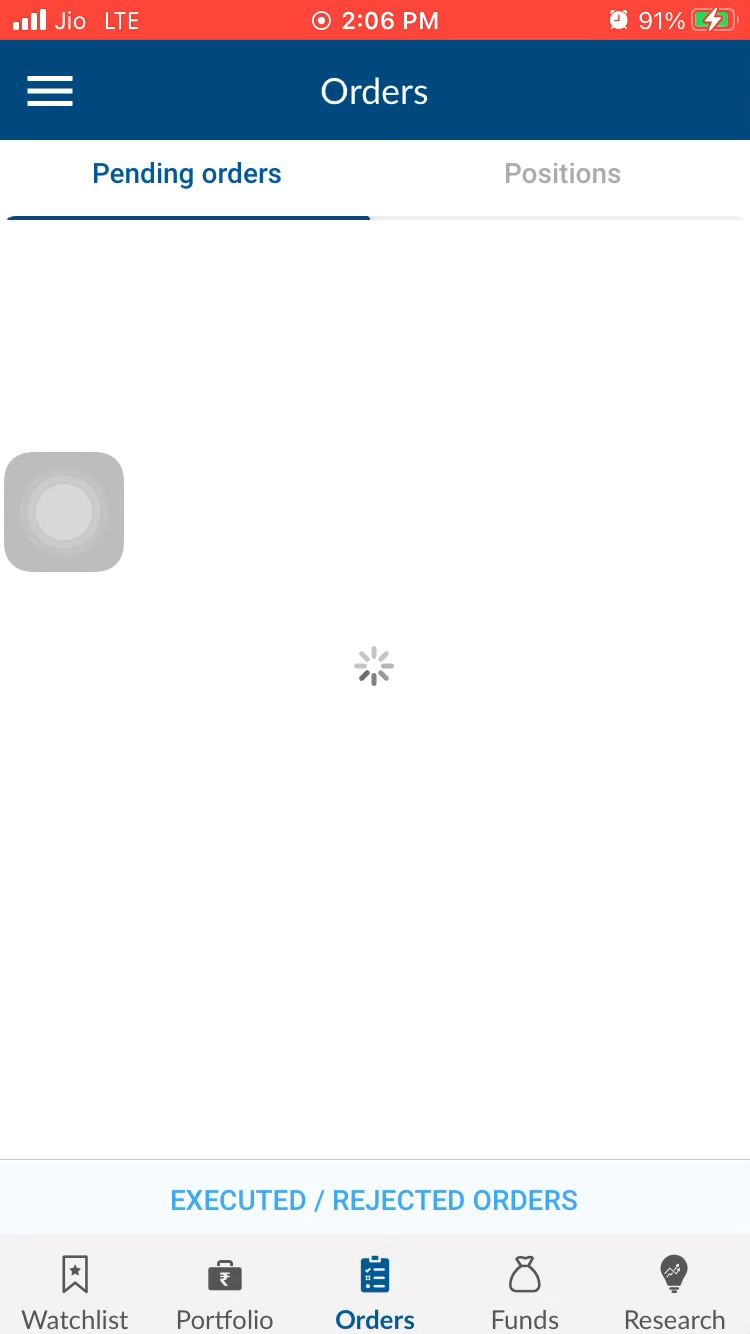 Jio LTE 2:06 PM 91%
Orders
Pending orders Positions
EXECUTED / REJECTED ORDERS
Watchlist Portfolio Orders Funds Research